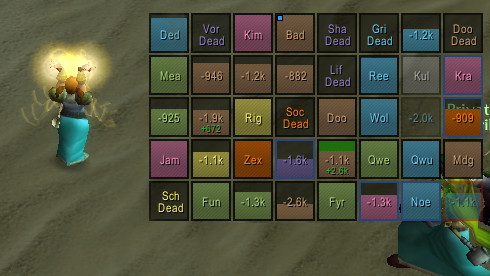 Ded Vor Dead Kim Bad Sha Dead Gri Dead -1.2k Doo Dead
Mea -946 -1.2k -882 Lif Dead Ree Kul Kra
-925 -1.9k +672 Rig Soc Dead Doo Wol -2.0k -909
Jam -1.1k Zex -1.6k -1.1k +2.6k Qwe Qwu Mdg
Sch Dead Fun -1.3k -2.6k Fyr -1.3k Noe -1.1k